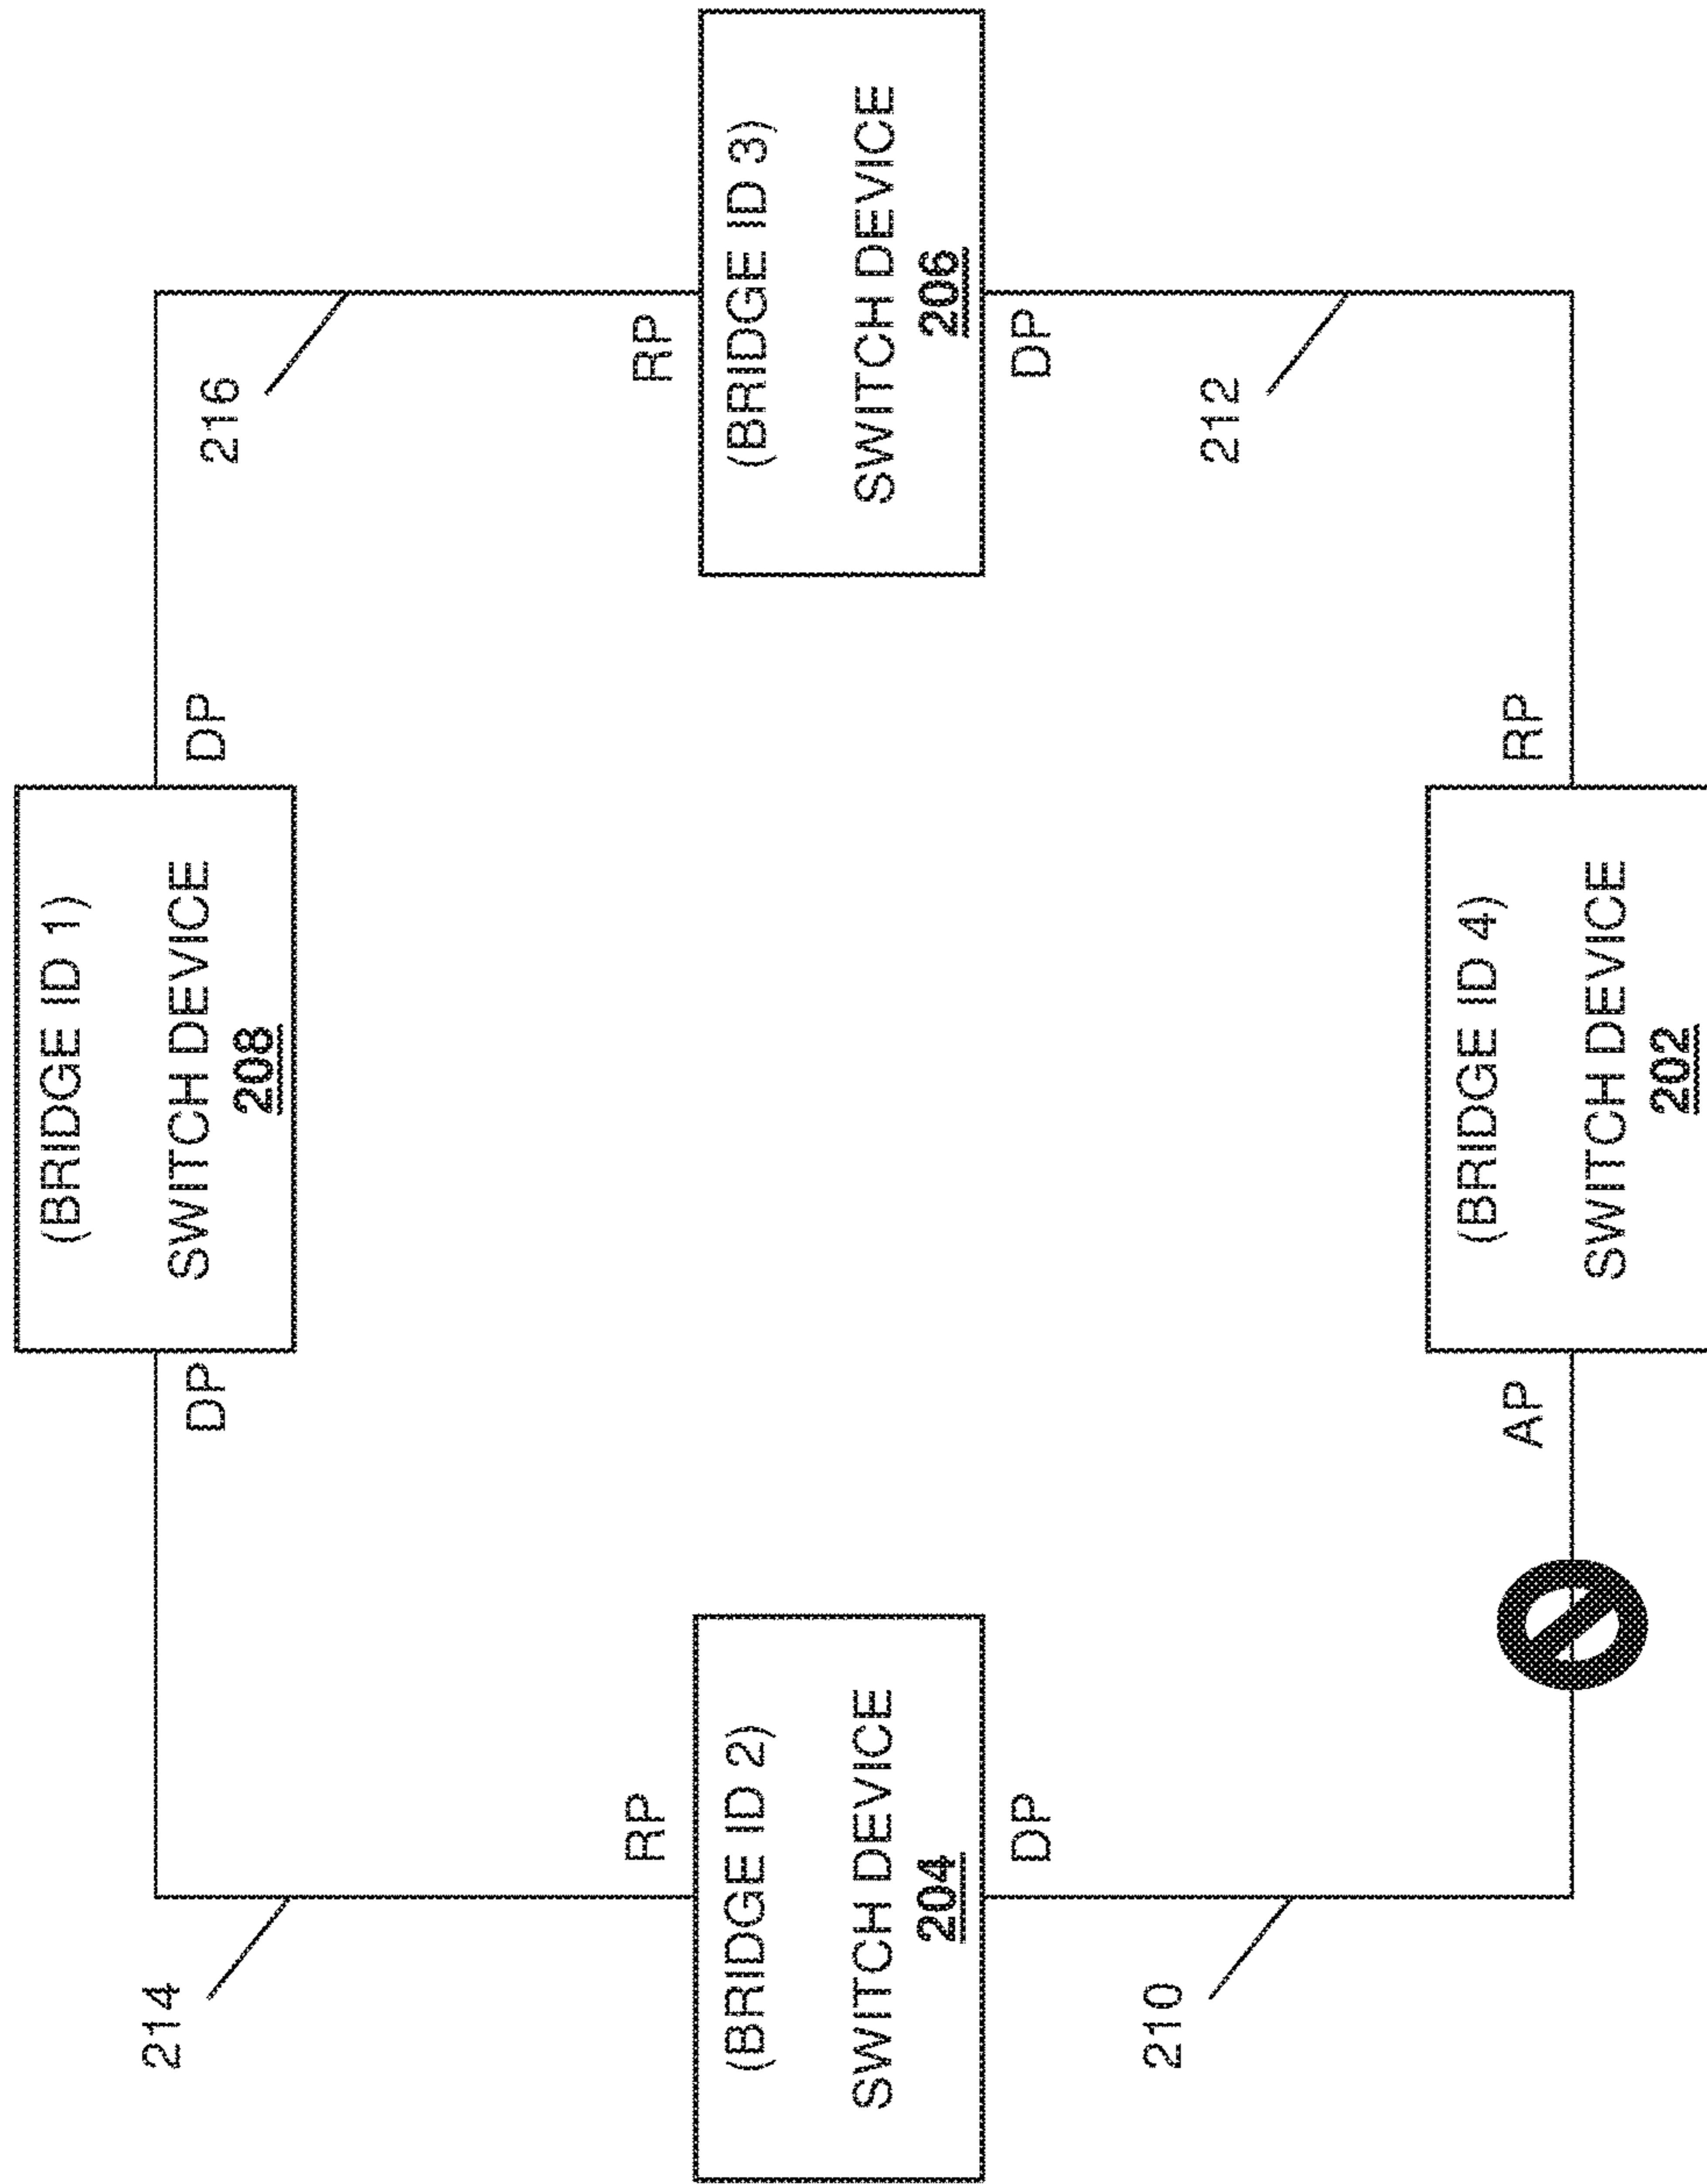 (BRIDGE ID 1)
SWITCH DEVICE
208
214
DP
DP
216
RP
RP
(BRIDGE ID 2)
SWITCH DEVICE
204
(BRIDGE ID 3)
SWITCH DEVICE
206
DP
DP
210
212
AP
RP
(BRIDGE ID 4)
SWITCH DEVICE
202